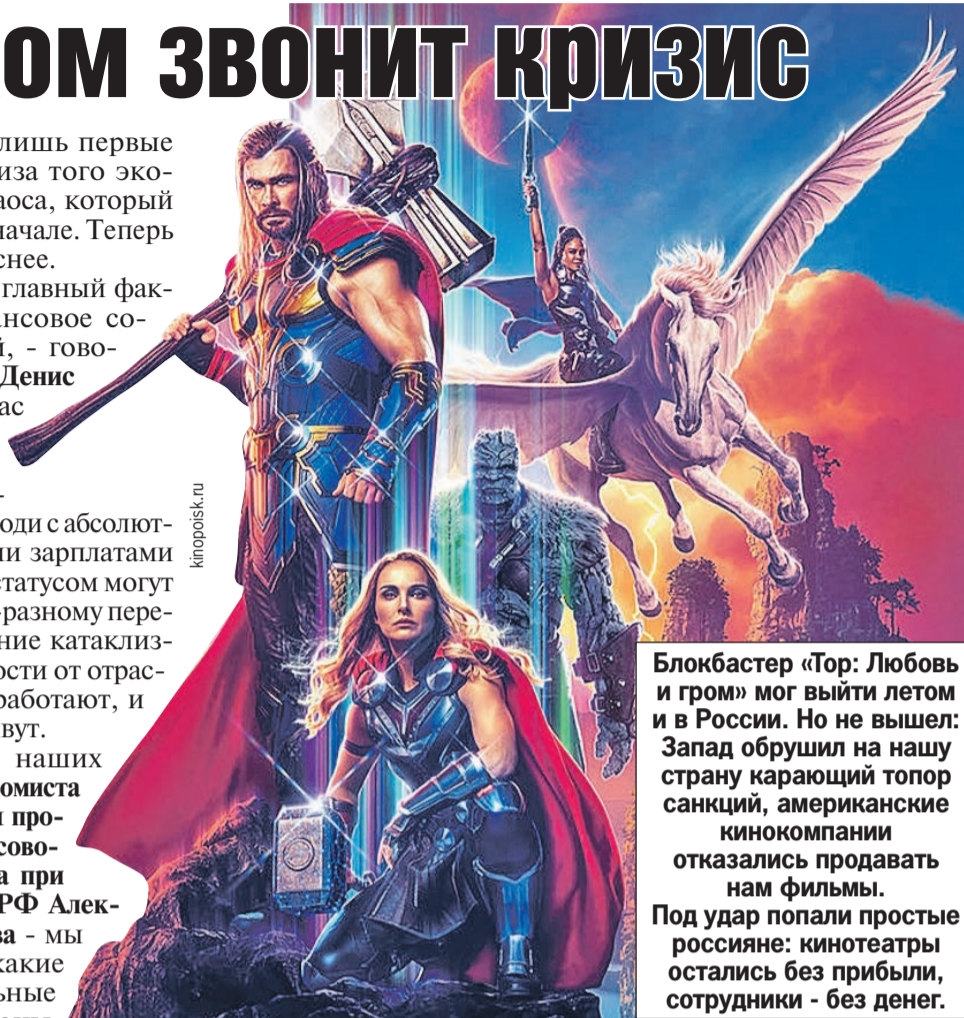 ом звонит кризис
лишь первые
иза того эко-
аоса, который
начале. Теперь
снее.
главный фак-
ансовое со-
й, - гово-
Денис
ас
-
юди с абсолют-
ми зарплатами
статусом могут
-разному пере-
ние катаклиз-
ости от отрас-
работают, и
вут.
наших
омиста
и про-
сово-
а при
РФ Алек-
ва - мы
какие
ьные
kinopoisk.ru
Блокбастер «Тор: Любовь
и гром» мог выйти летом
и в России. Но не вышел:
Запад обрушил на нашу
страну карающий топор
санкций, американские
кинокомпании
отказались продавать
нам фильмы.
Под удар попали простые
россияне: кинотеатры
остались без прибыли,
сотрудники - без денег.